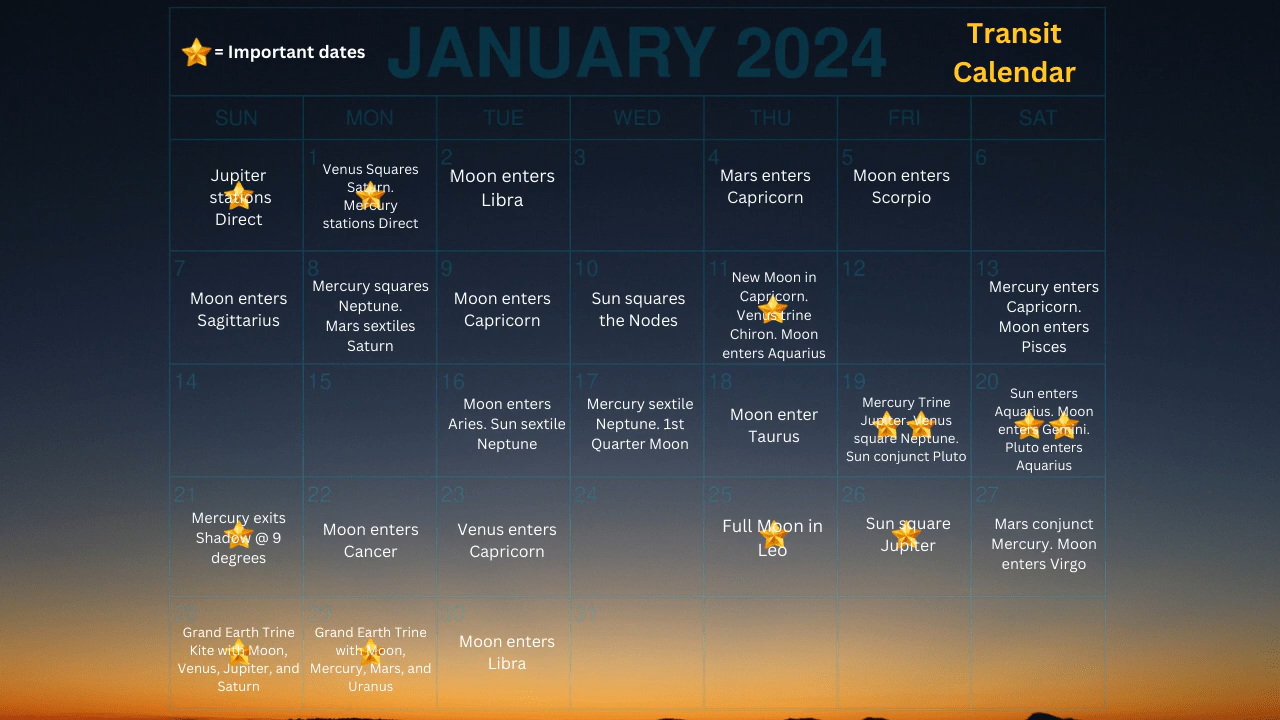 = Important dates
JANUARY 2024
Transit
Calendar
SUN MON TUE WED THU FRI SAT
Jupiter
stations
Direct
1
Venus Squares
Saturn.
Mercury
stations Direct
2
Moon enters
Libra
3
4
Mars enters
Capricorn
5
Moon enters
Scorpio
6
7
Moon enters
Sagittarius
8
Mercury squares
Neptune.
Mars sextiles
Saturn
9
Moon enters
Capricorn
10
Sun squares
the Nodes
11
New Moon in
Capricorn.
Venus trine
Chiron. Moon
enters Aquarius
12
13
Mercury enters
Capricorn.
Moon enters
Pisces
14
15
16
Moon enters
Aries. Sun sextile
Neptune
17
Mercury sextile
Neptune. 1st
Quarter Moon
18
Moon enter
Taurus
19
Mercury Trine
Jupiter. Venus
square Neptune.
Sun conjunct Pluto
20
Sun enters
Aquarius. Moon
enters Gemini.
Pluto enters
Aquarius
21
Mercury exits
Shadow @ 9
degrees
22
Moon enters
Cancer
23
Venus enters
Capricorn
24
25
Full Moon in
Leo
26
Sun square
Jupiter
27
Mars conjunct
Mercury. Moon
enters Virgo
28
Grand Earth Trine
Kite with Moon,
Venus, Jupiter, and
Saturn
29
Grand Earth Trine
with Moon,
Mercury, Mars, and
Uranus
30
Moon enters
Libra
31